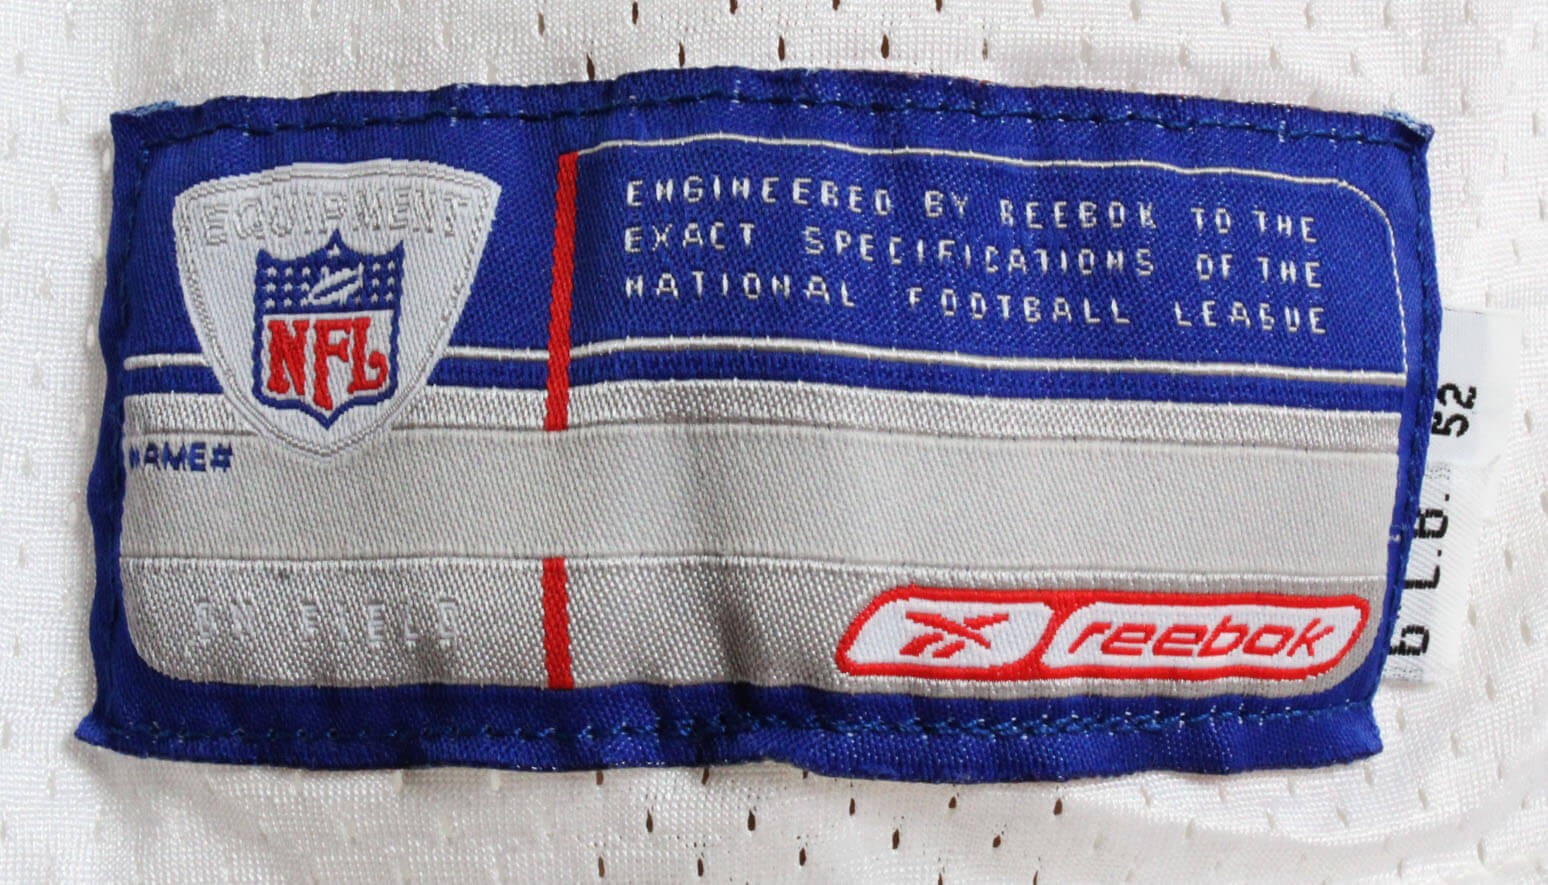 EQUIPMENT
NFL
ENGINEERED BY REEBOK TO THE
EXACT SPECIFICATIONS OF THE
NATIONAL FOOTBALL LEAGUE
NAME#
ON FIELD
reebok
52
L.B.